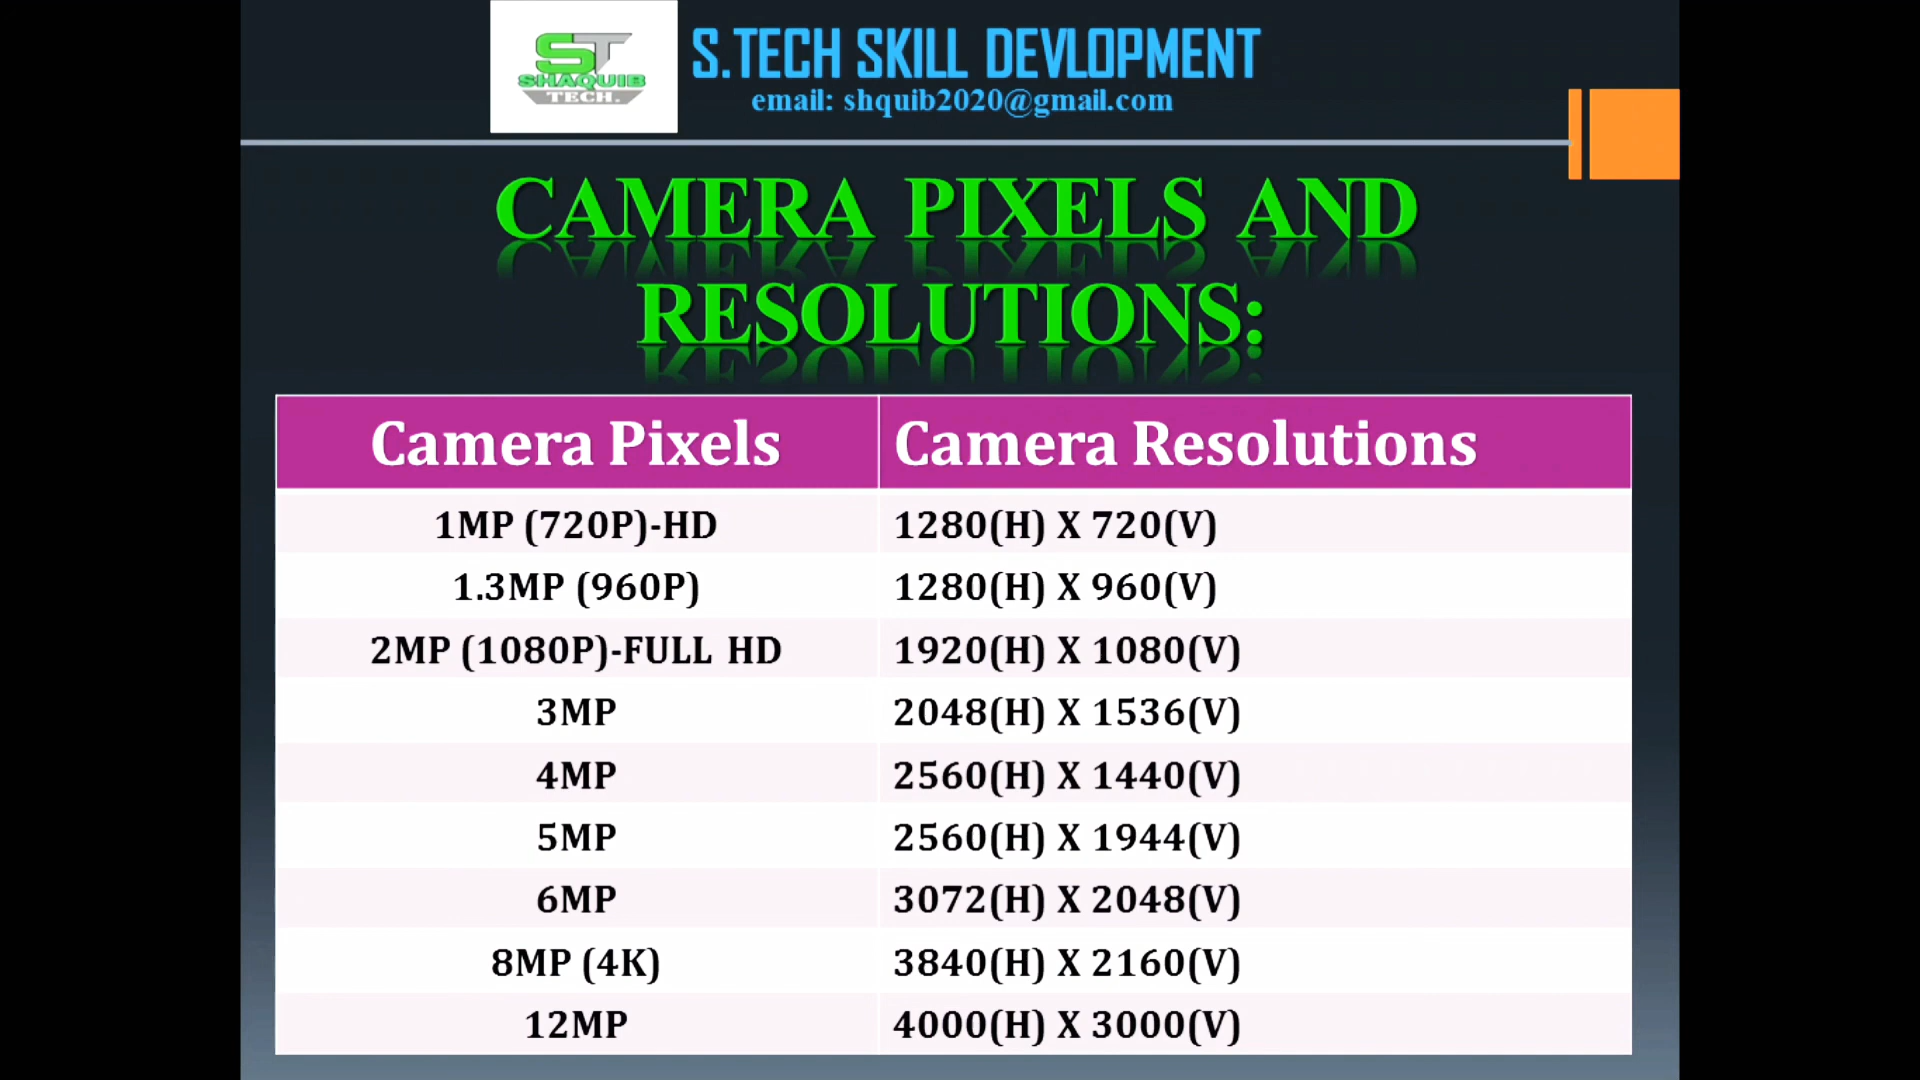 ST
SHAQUIB
TECH.
S.TECH SKILL DEVLOPMENT
email: shquib2020@gmail.com
CAMERA PIXELS AND
RESOLUTIONS:
Camera Pixels Camera Resolutions
1MP (720P)-HD 1280(H) X 720(V)
1.3MP (960P) 1280(H) X 960(V)
2MP (1080P)-FULL HD 1920(H) X 1080(V)
3MP 2048(H) X 1536(V)
4MP 2560(H) X 1440(V)
5MP 2560(H) X 1944(V)
6MP 3072(H) X 2048(V)
8MP (4K) 3840(H) X 2160(V)
12MP 4000(H) X 3000(V)